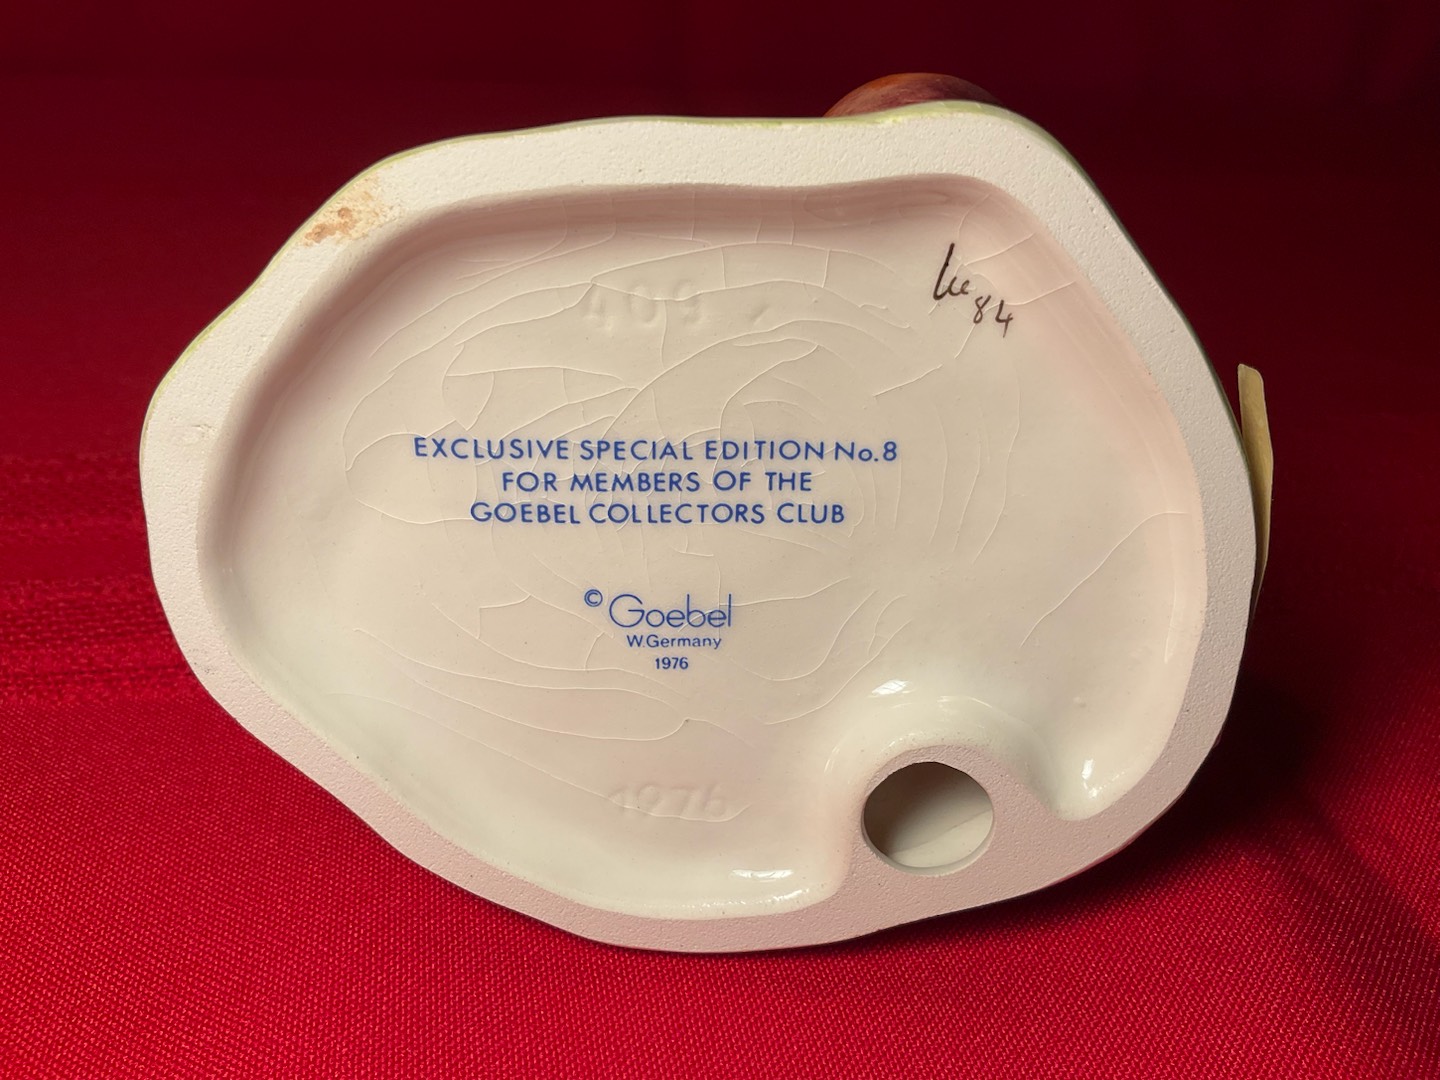 409
84
EXCLUSIVE SPECIAL EDITION No.8
FOR MEMBERS OF THE
GOEBEL COLLECTORS CLUB
© Goebel
W.Germany
1976
1976